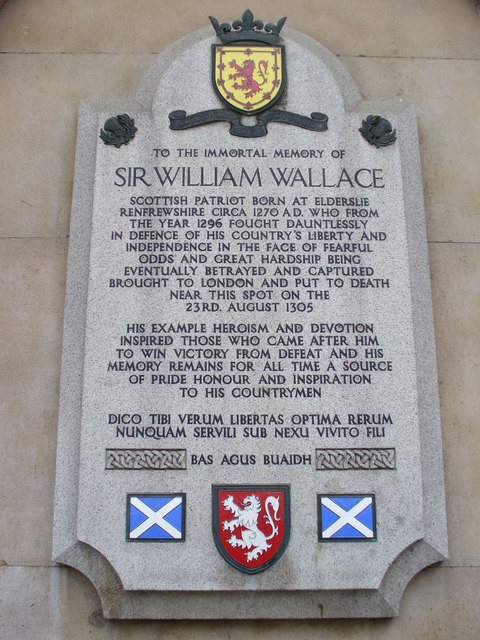 TO THE IMMORTAL MEMORY OF
SIR WILLIAM WALLACE
SCOTTISH PATRIOT BORN AT ELDERSLIE
RENFREWSHIRE CIRCA 1270 A.D. WHO FROM
THE YEAR 1296 FOUGHT DAUNTLESSLY
IN DEFENCE OF HIS COUNTRY'S LIBERTY AND
INDEPENDENCE IN THE FACE OF FEARFUL
ODDS AND GREAT HARDSHIP BEING
EVENTUALLY BETRAYED AND CAPTURED
BROUGHT TO LONDON AND PUT TO DEATH
NEAR THIS SPOT ON THE
23RD. AUGUST 1305
HIS EXAMPLE HEROISM AND DEVOTION
INSPIRED THOSE WHO CAME AFTER HIM
TO WIN VICTORY FROM DEFEAT AND HIS
MEMORY REMAINS FOR ALL TIME A SOURCE
OF PRIDE HONOUR AND INSPIRATION
TO HIS COUNTRYMEN
DICO TIBI VERUM LIBERTAS OPTIMA RERUM
NUNQUAM SERVILI SUB NEXU VIVITO FILI
BAS AGUS BUAIDH